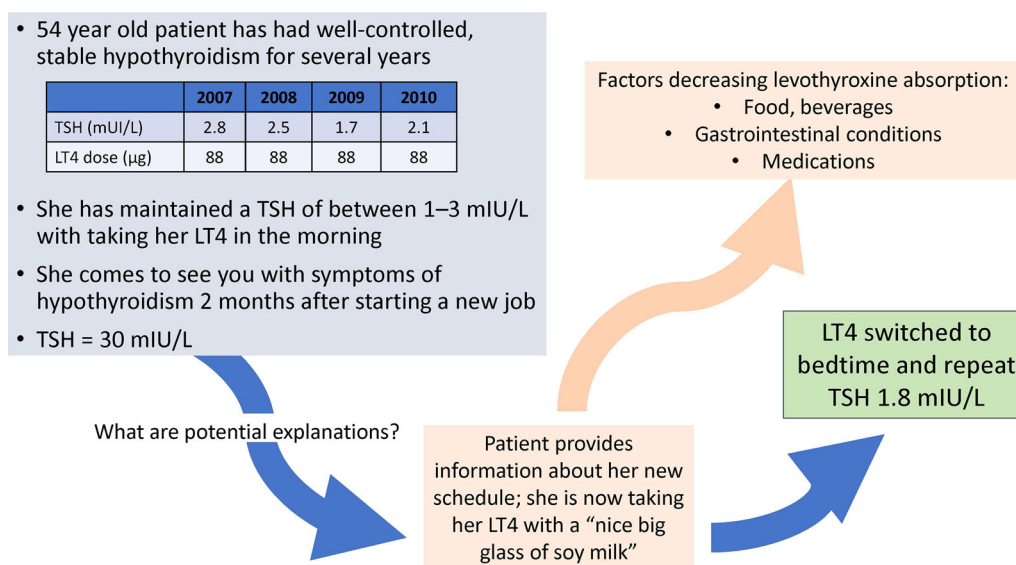 • 54 year old patient has had well-controlled,
stable hypothyroidism for several years
2007 2008 2009 2010
TSH (mUI/L) 2.8 2.5 1.7 2.1
LT4 dose (µg) 88 88 88 88
• She has maintained a TSH of between 1–3 mIU/L
with taking her LT4 in the morning
• She comes to see you with symptoms of
hypothyroidism 2 months after starting a new job
• TSH = 30 mIU/L
What are potential explanations?
Patient provides
information about her new
schedule; she is now taking
her LT4 with a “nice big
glass of soy milk”
Factors decreasing levothyroxine absorption:
• Food, beverages
• Gastrointestinal conditions
• Medications
LT4 switched to
bedtime and repeat
TSH 1.8 mIU/L